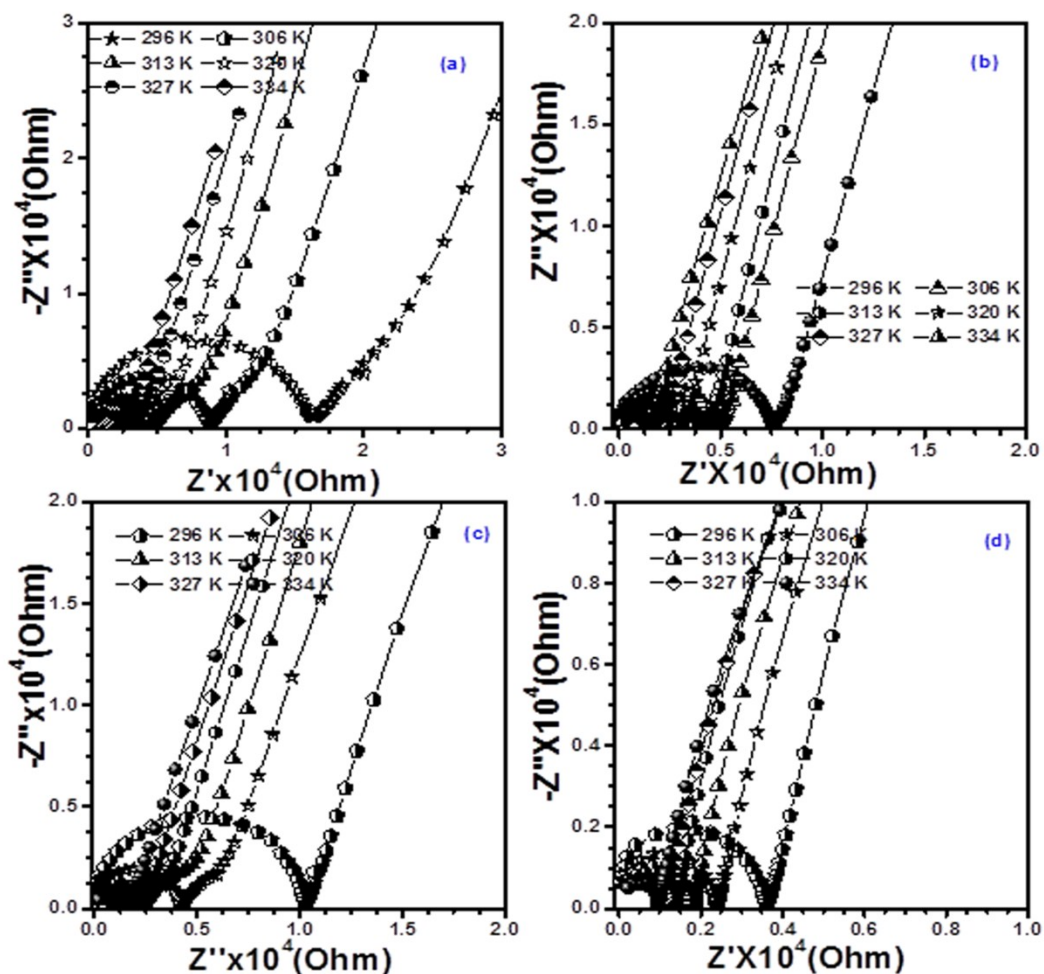 3
2
1
0
-Z"X10⁴(Ohm)
296 K 306 K
313 K 320 K
327 K 334 K
(a)
0 1 2 3
Z'x10⁴(Ohm)
2.0
1.5
1.0
0.5
0.0
Z"X10⁴(Ohm)
(b)
296 K 306 K
313 K 320 K
327 K 334 K
0.0 0.5 1.0 1.5 2.0
Z'X10⁴(Ohm)
2.0
1.5
1.0
0.5
0.0
-Z"x10⁴(Ohm)
296 K 306 K
313 K 320 K
327 K 334 K
(c)
0.0 0.5 1.0 1.5 2.0
Z"x10⁴(Ohm)
1.0
0.8
0.6
0.4
0.2
0.0
-Z"X10⁴(Ohm)
296 K 306 K
313 K 320 K
327 K 334 K
(d)
0.0 0.2 0.4 0.6 0.8 1.0
Z'X10⁴(Ohm)